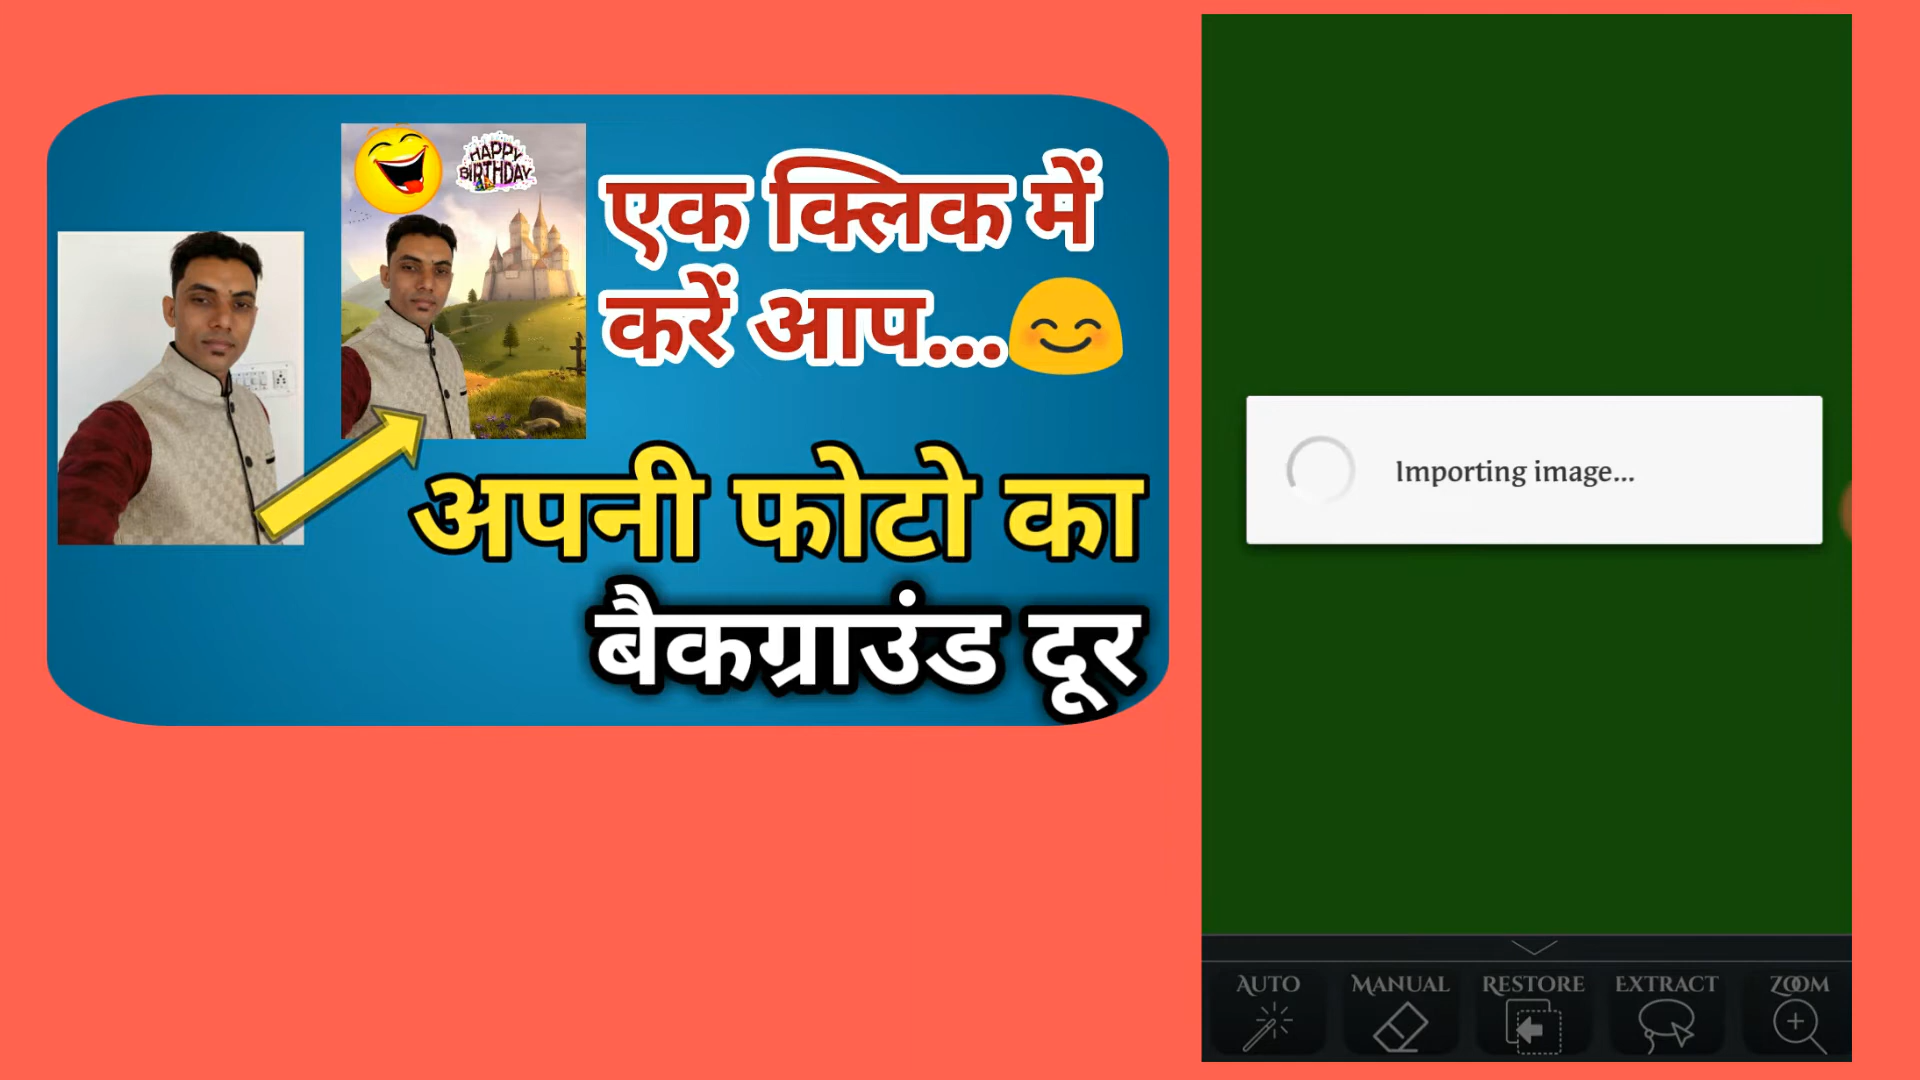 HAPPY
BIRTHDAY
एक क्लिक में
करें आप...
अपनी फोटो का
बैकग्राउंड दूर
Importing image...
AUTO MANUAL RESTORE EXTRACT ZOOM